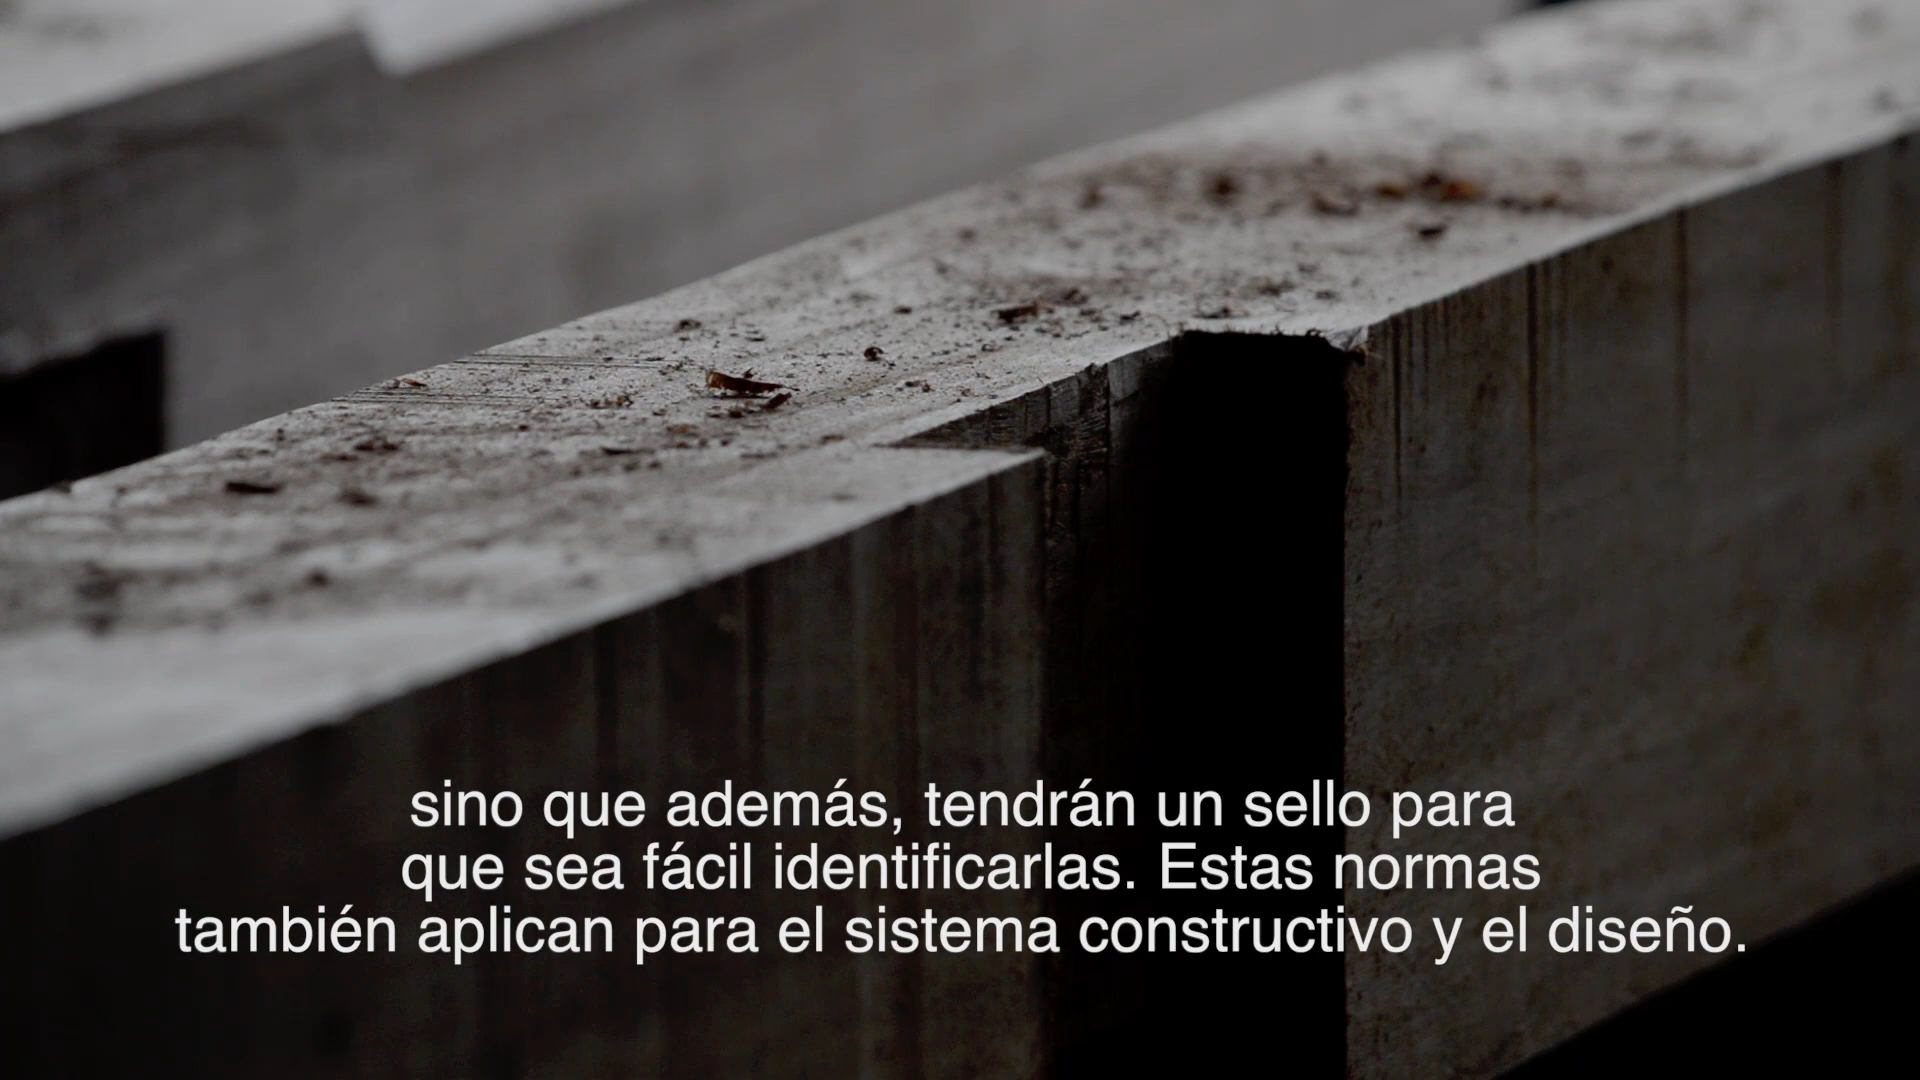 sino que además, tendrán un sello para
que sea fácil identificarlas. Estas normas
también aplican para el sistema constructivo y el diseño.